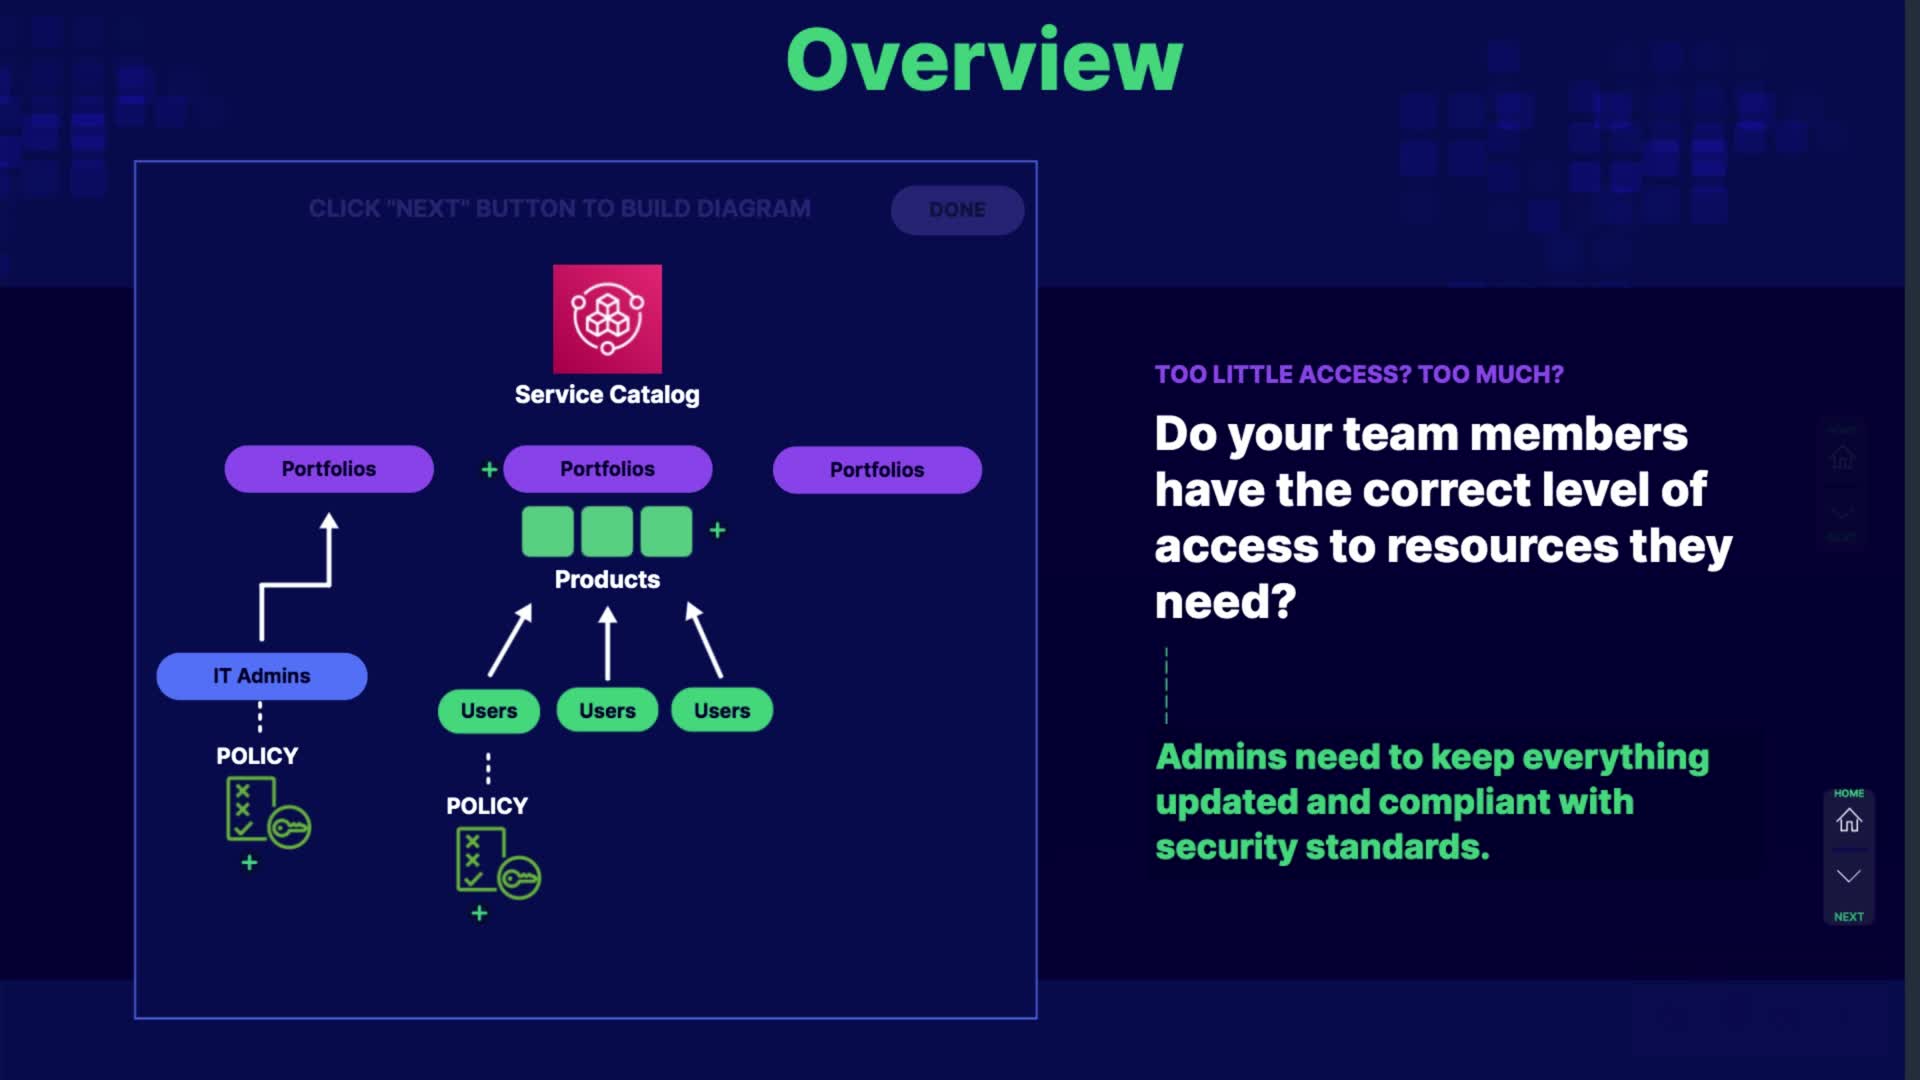 Overview
CLICK "NEXT" BUTTON TO BUILD DIAGRAM
DONE
Service Catalog
Portfolios
+
Portfolios
Portfolios
+
Products
IT Admins
Users
Users
Users
POLICY
+
POLICY
+
TOO LITTLE ACCESS? TOO MUCH?
Do your team members
have the correct level of
access to resources they
need?
Admins need to keep everything
updated and compliant with
security standards.
HOME
NEXT